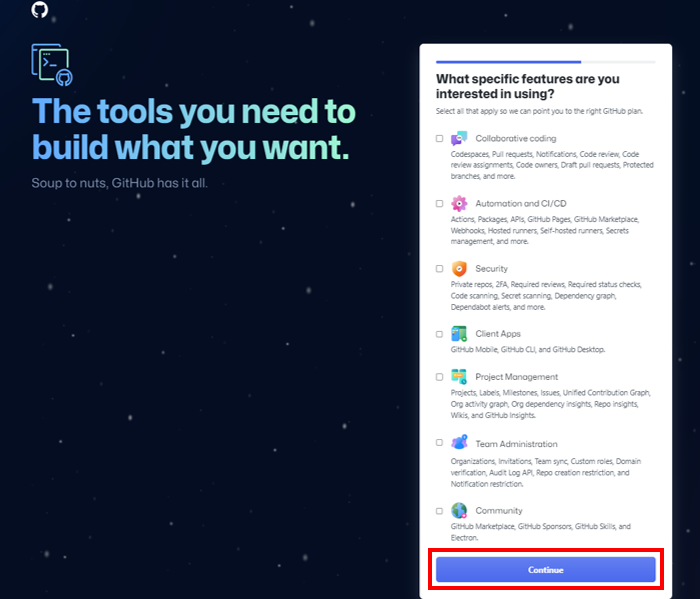 The tools you need to
build what you want.
Soup to nuts, GitHub has it all.
What specific features are you
interested in using?
Select all that apply so we can point you to the right GitHub plan.
Collaborative coding
Codespaces, Pull requests, Notifications, Code review, Code
review assignments, Code owners, Draft pull requests, Protected
branches, and more.
Automation and CI/CD
Actions, Packages, APIs, GitHub Pages, GitHub Marketplace,
Webhooks, Hosted runners, Self-hosted runners, Secrets
management, and more.
Security
Private repos, 2FA, Required reviews, Required status checks,
Code scanning, Secret scanning, Dependency graph,
Dependabot alerts, and more.
Client Apps
GitHub Mobile, GitHub CLI, and GitHub Desktop.
Project Management
Projects, Labels, Milestones, Issues, Unified Contribution Graph,
Org activity graph, Org dependency insights, Repo insights,
Wikis, and GitHub Insights.
Team Administration
Organizations, Invitations, Team sync, Custom roles, Domain
verification, Audit Log API, Repo creation restriction, and
Notification restriction.
Community
GitHub Marketplace, GitHub Sponsors, GitHub Skills, and
Electron.
Continue